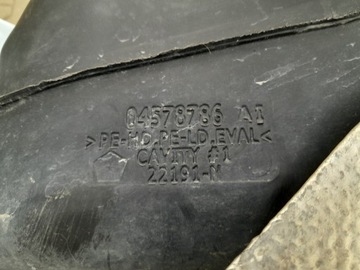 04578786 AI
>PE-HD,PE-LD,EVAL<
CAVITY #1
22191-N